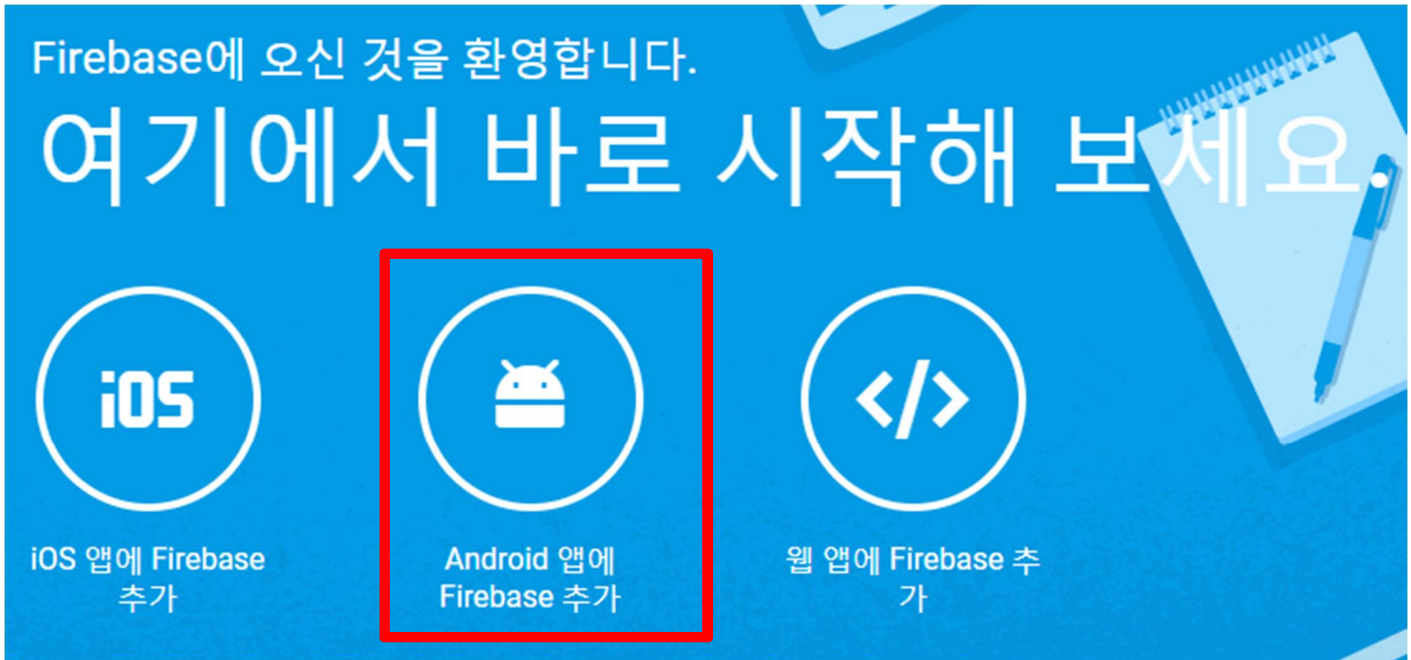 Firebase에 오신 것을 환영합니다.
여기에서 바로 시작해 보세요.
iOS
</>
iOS 앱에 Firebase
추가
Android 앱에
Firebase 추가
웹 앱에 Firebase 추
가